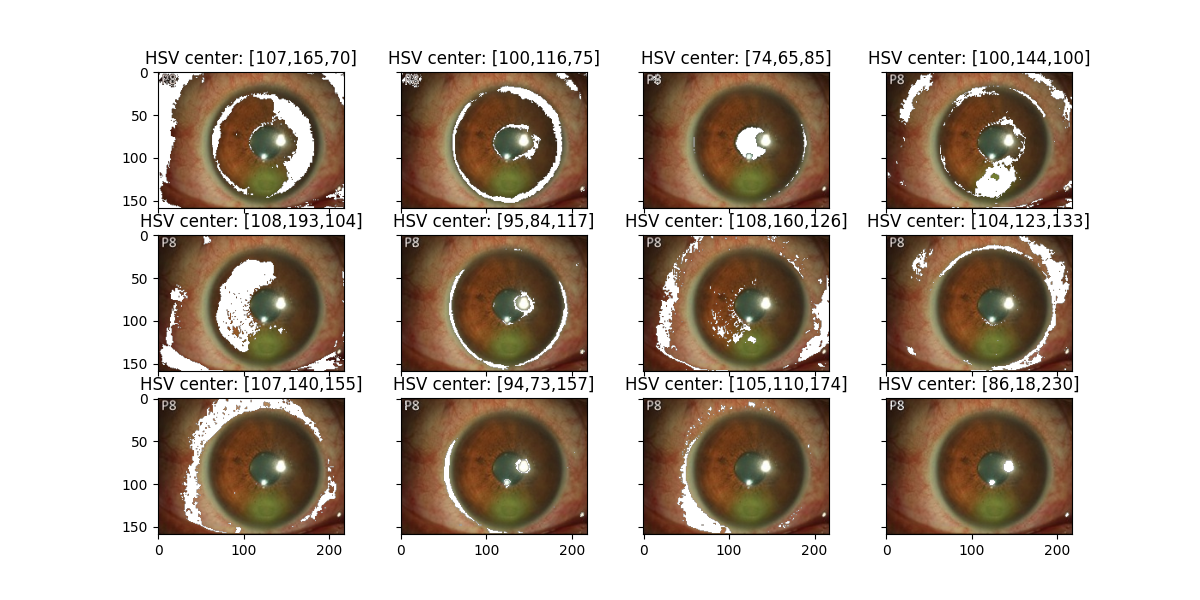 HSV center: [107,165,70]
HSV center: [100,116,75]
HSV center: [74,65,85]
HSV center: [100,144,100]
0
50
100
150
P8
P8
HSV center: [108,193,104]
HSV center: [95,84,117]
HSV center: [108,160,126]
HSV center: [104,123,133]
0
50
100
150
P8
P8
P8
P8
HSV center: [107,140,155]
HSV center: [94,73,157]
HSV center: [105,110,174]
HSV center: [86,18,230]
0
50
100
150
P8
P8
P8
P8
0
100
200
0
100
200
0
100
200
0
100
200